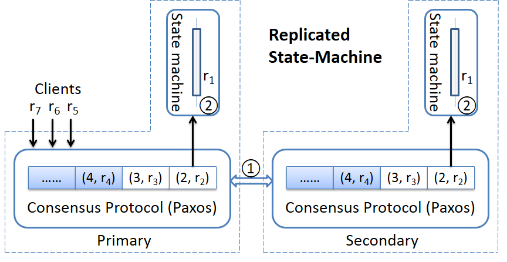 State machine
r1
2
State machine
r1
2
Replicated
State-Machine
Clients
r7 r6 r5
1
...... (4, r4) (3, r3) (2, r2)
Consensus Protocol (Paxos)
Primary
...... (4, r4) (3, r3) (2, r2)
Consensus Protocol (Paxos)
Secondary